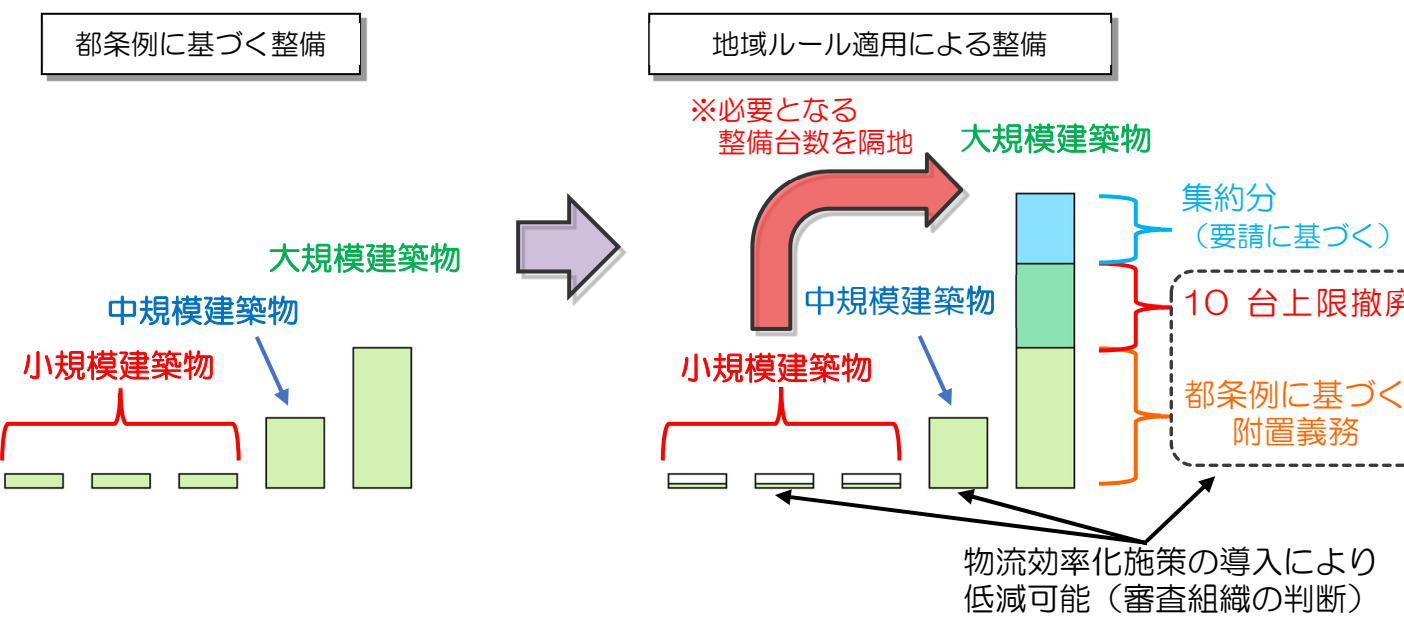 都条例に基づく整備
大規模建築物
中規模建築物
小規模建築物
地域ルール適用による整備
※必要となる
整備台数を隔地
大規模建築物
中規模建築物
小規模建築物
集約分
（要請に基づく）
10 台上限撤廃
都条例に基づく
附置義務
物流効率化施策の導入により
低減可能（審査組織の判断）